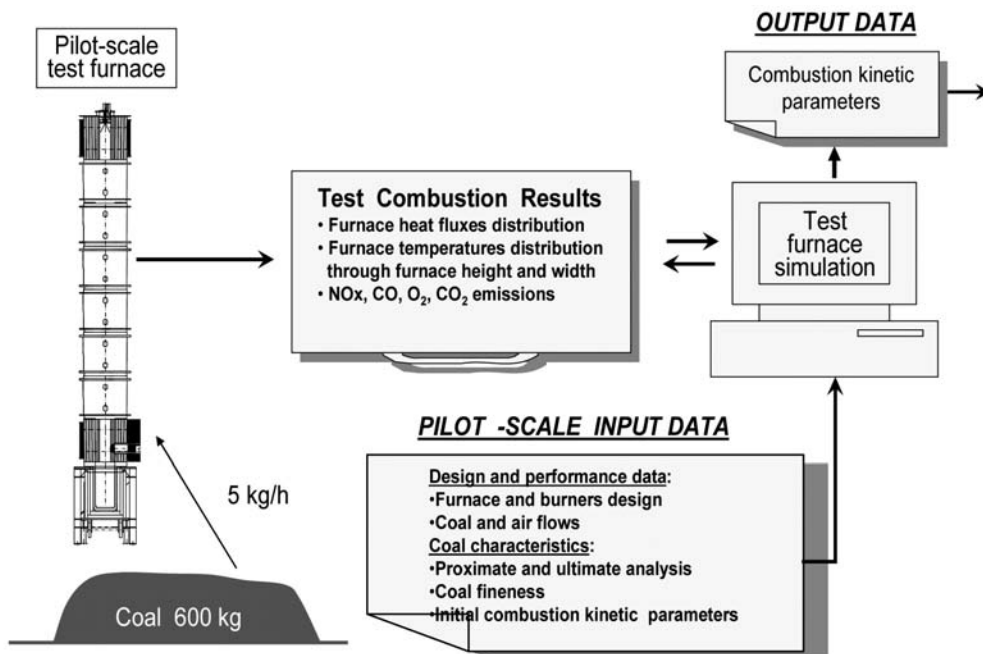 Pilot-scale
test furnace
OUTPUT DATA
Combustion kinetic
parameters
Test Combustion Results
• Furnace heat fluxes distribution
• Furnace temperatures distribution
through furnace height and width
• NOx, CO, O₂, CO₂ emissions
Test
furnace
simulation
5 kg/h
Coal 600 kg
PILOT -SCALE INPUT DATA
Design and performance data:
•Furnace and burners design
•Coal and air flows
Coal characteristics:
•Proximate and ultimate analysis
•Coal fineness
•Initial combustion kinetic parameters